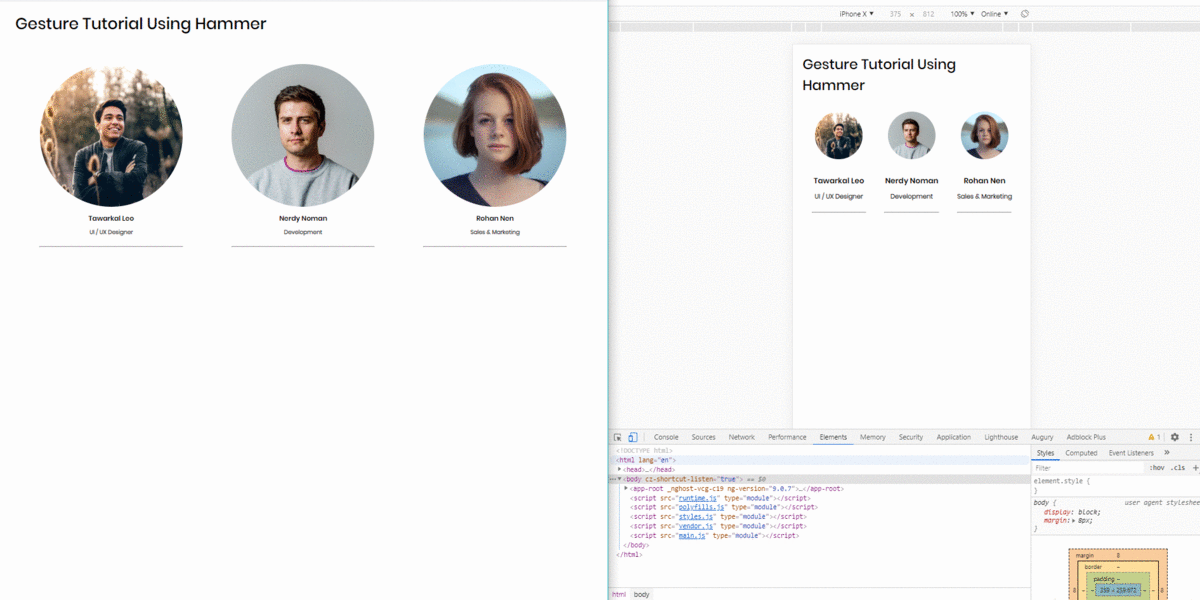 Gesture Tutorial Using Hammer
Tawarkal Leo
UI / UX Designer
Nerdy Noman
Development
Rohan Nen
Sales & Marketing
iPhone X ▼ 375 × 812 100% ▼ Online ▼
Gesture Tutorial Using
Hammer
Tawarkal Leo
UI / UX Designer
Nerdy Noman
Development
Rohan Nen
Sales & Marketing
Console Sources Network Performance Elements Memory Security Application Lighthouse Augury Adblock Plus 1
<!DOCTYPE html>
<html lang="en">
<head>…</head>
<body cz-shortcut-listen="true"> == $0
<app-root _nghost-vcg-c19 ng-version="9.0.7">…</app-root>
<script src="runtime.js" type="module"></script>
<script src="polyfills.js" type="module"></script>
<script src="styles.js" type="module"></script>
<script src="vendor.js" type="module"></script>
<script src="main.js" type="module"></script>
</body>
</html>
html body
Styles Computed Event Listeners »
Filter :hov .cls +
element.style {
}
body { user agent stylesheet
display: block;
margin: ▸ 8px;
}
margin 8
border –
padding –
8 – –
– – 8